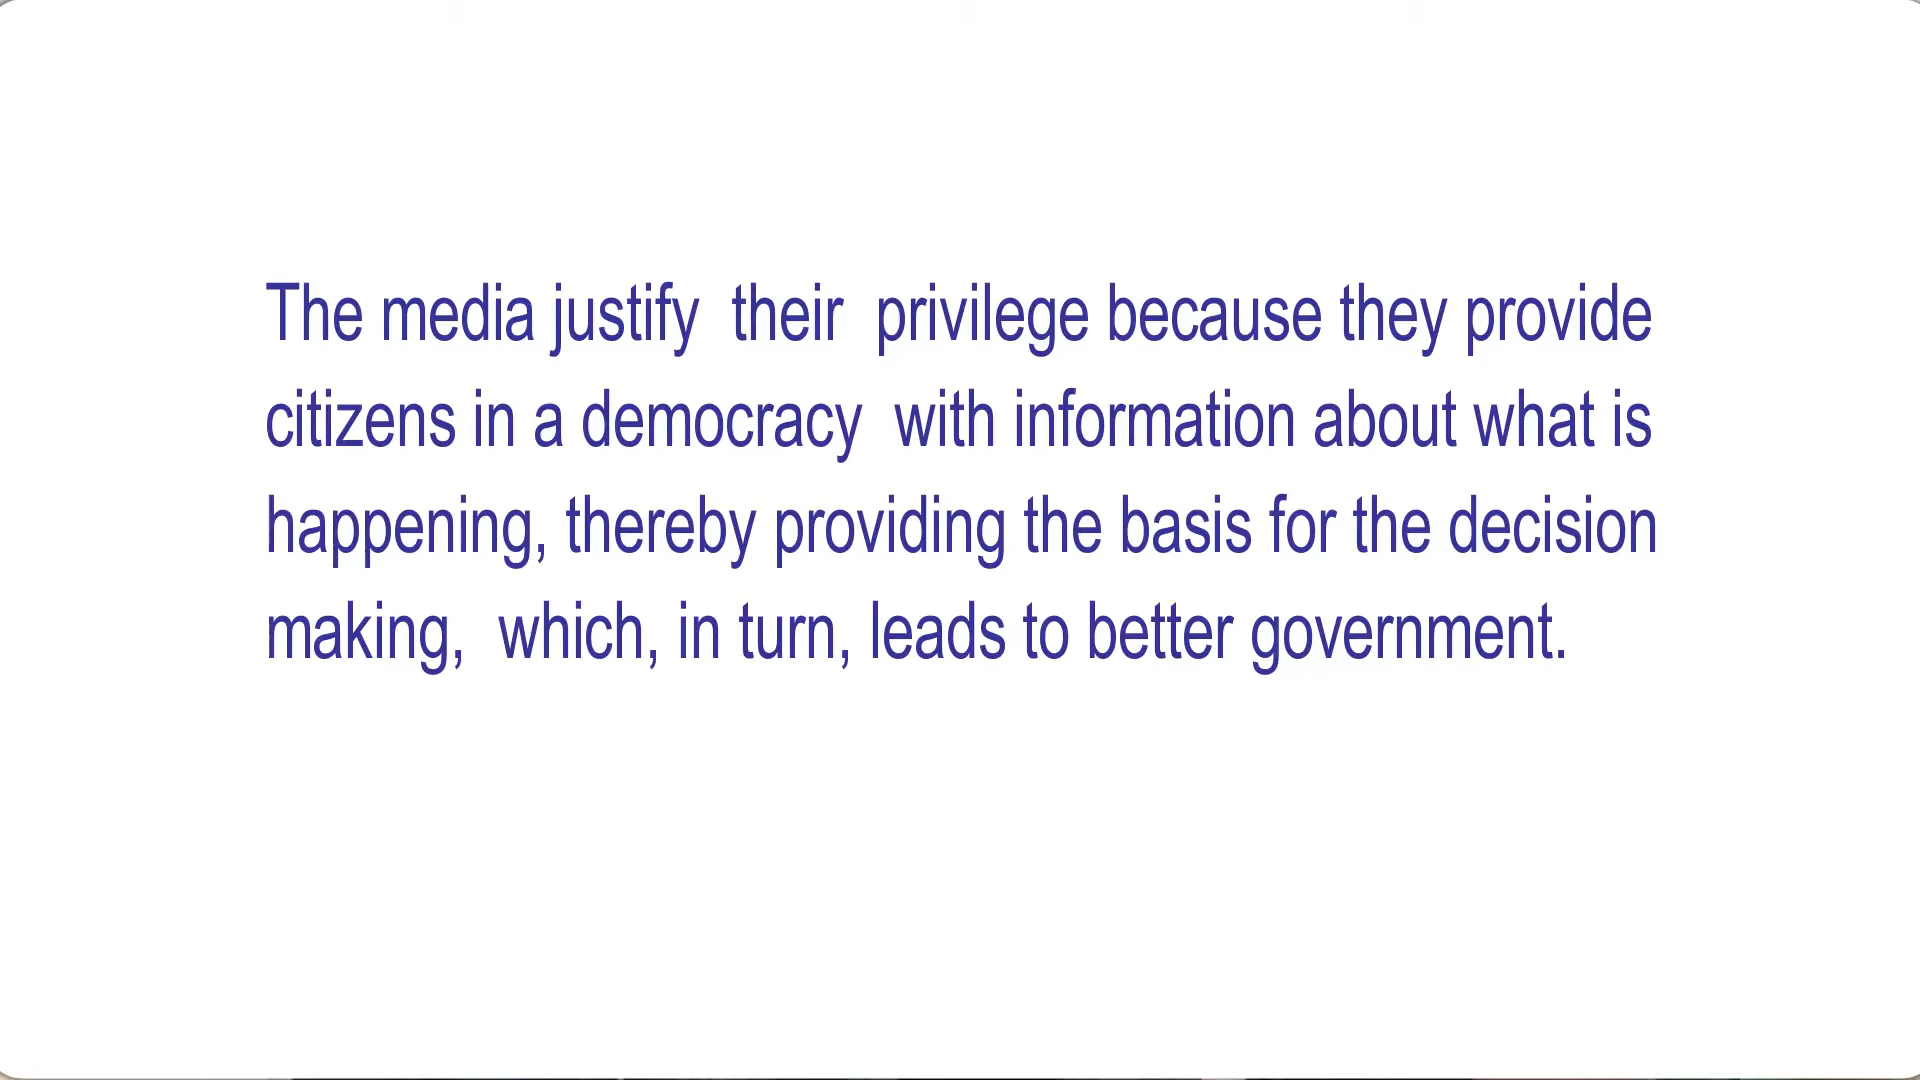 The media justify  their  privilege because they provide
citizens in a democracy  with information about what is
happening, thereby providing the basis for the decision
making,  which, in turn, leads to better government.